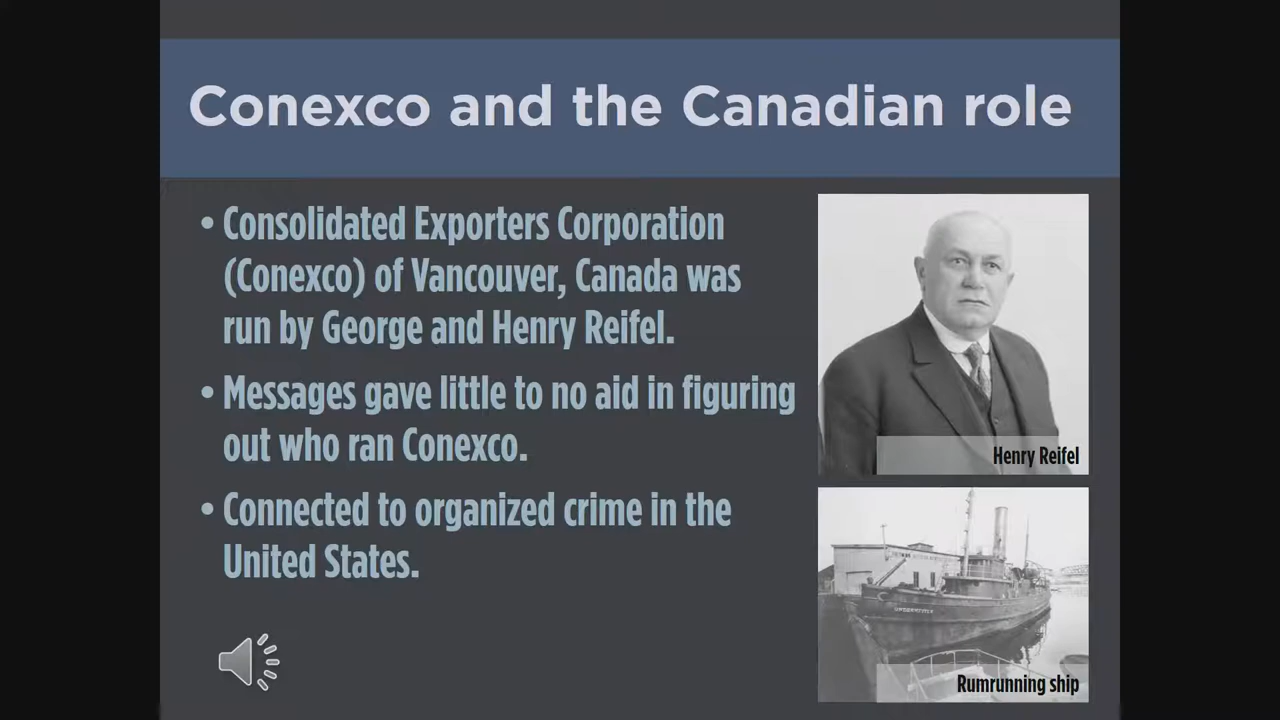 Conexco and the Canadian role
• Consolidated Exporters Corporation
(Conexco) of Vancouver, Canada was
run by George and Henry Reifel.
• Messages gave little to no aid in figuring
out who ran Conexco.
• Connected to organized crime in the
United States.
Henry Reifel
Rumrunning ship